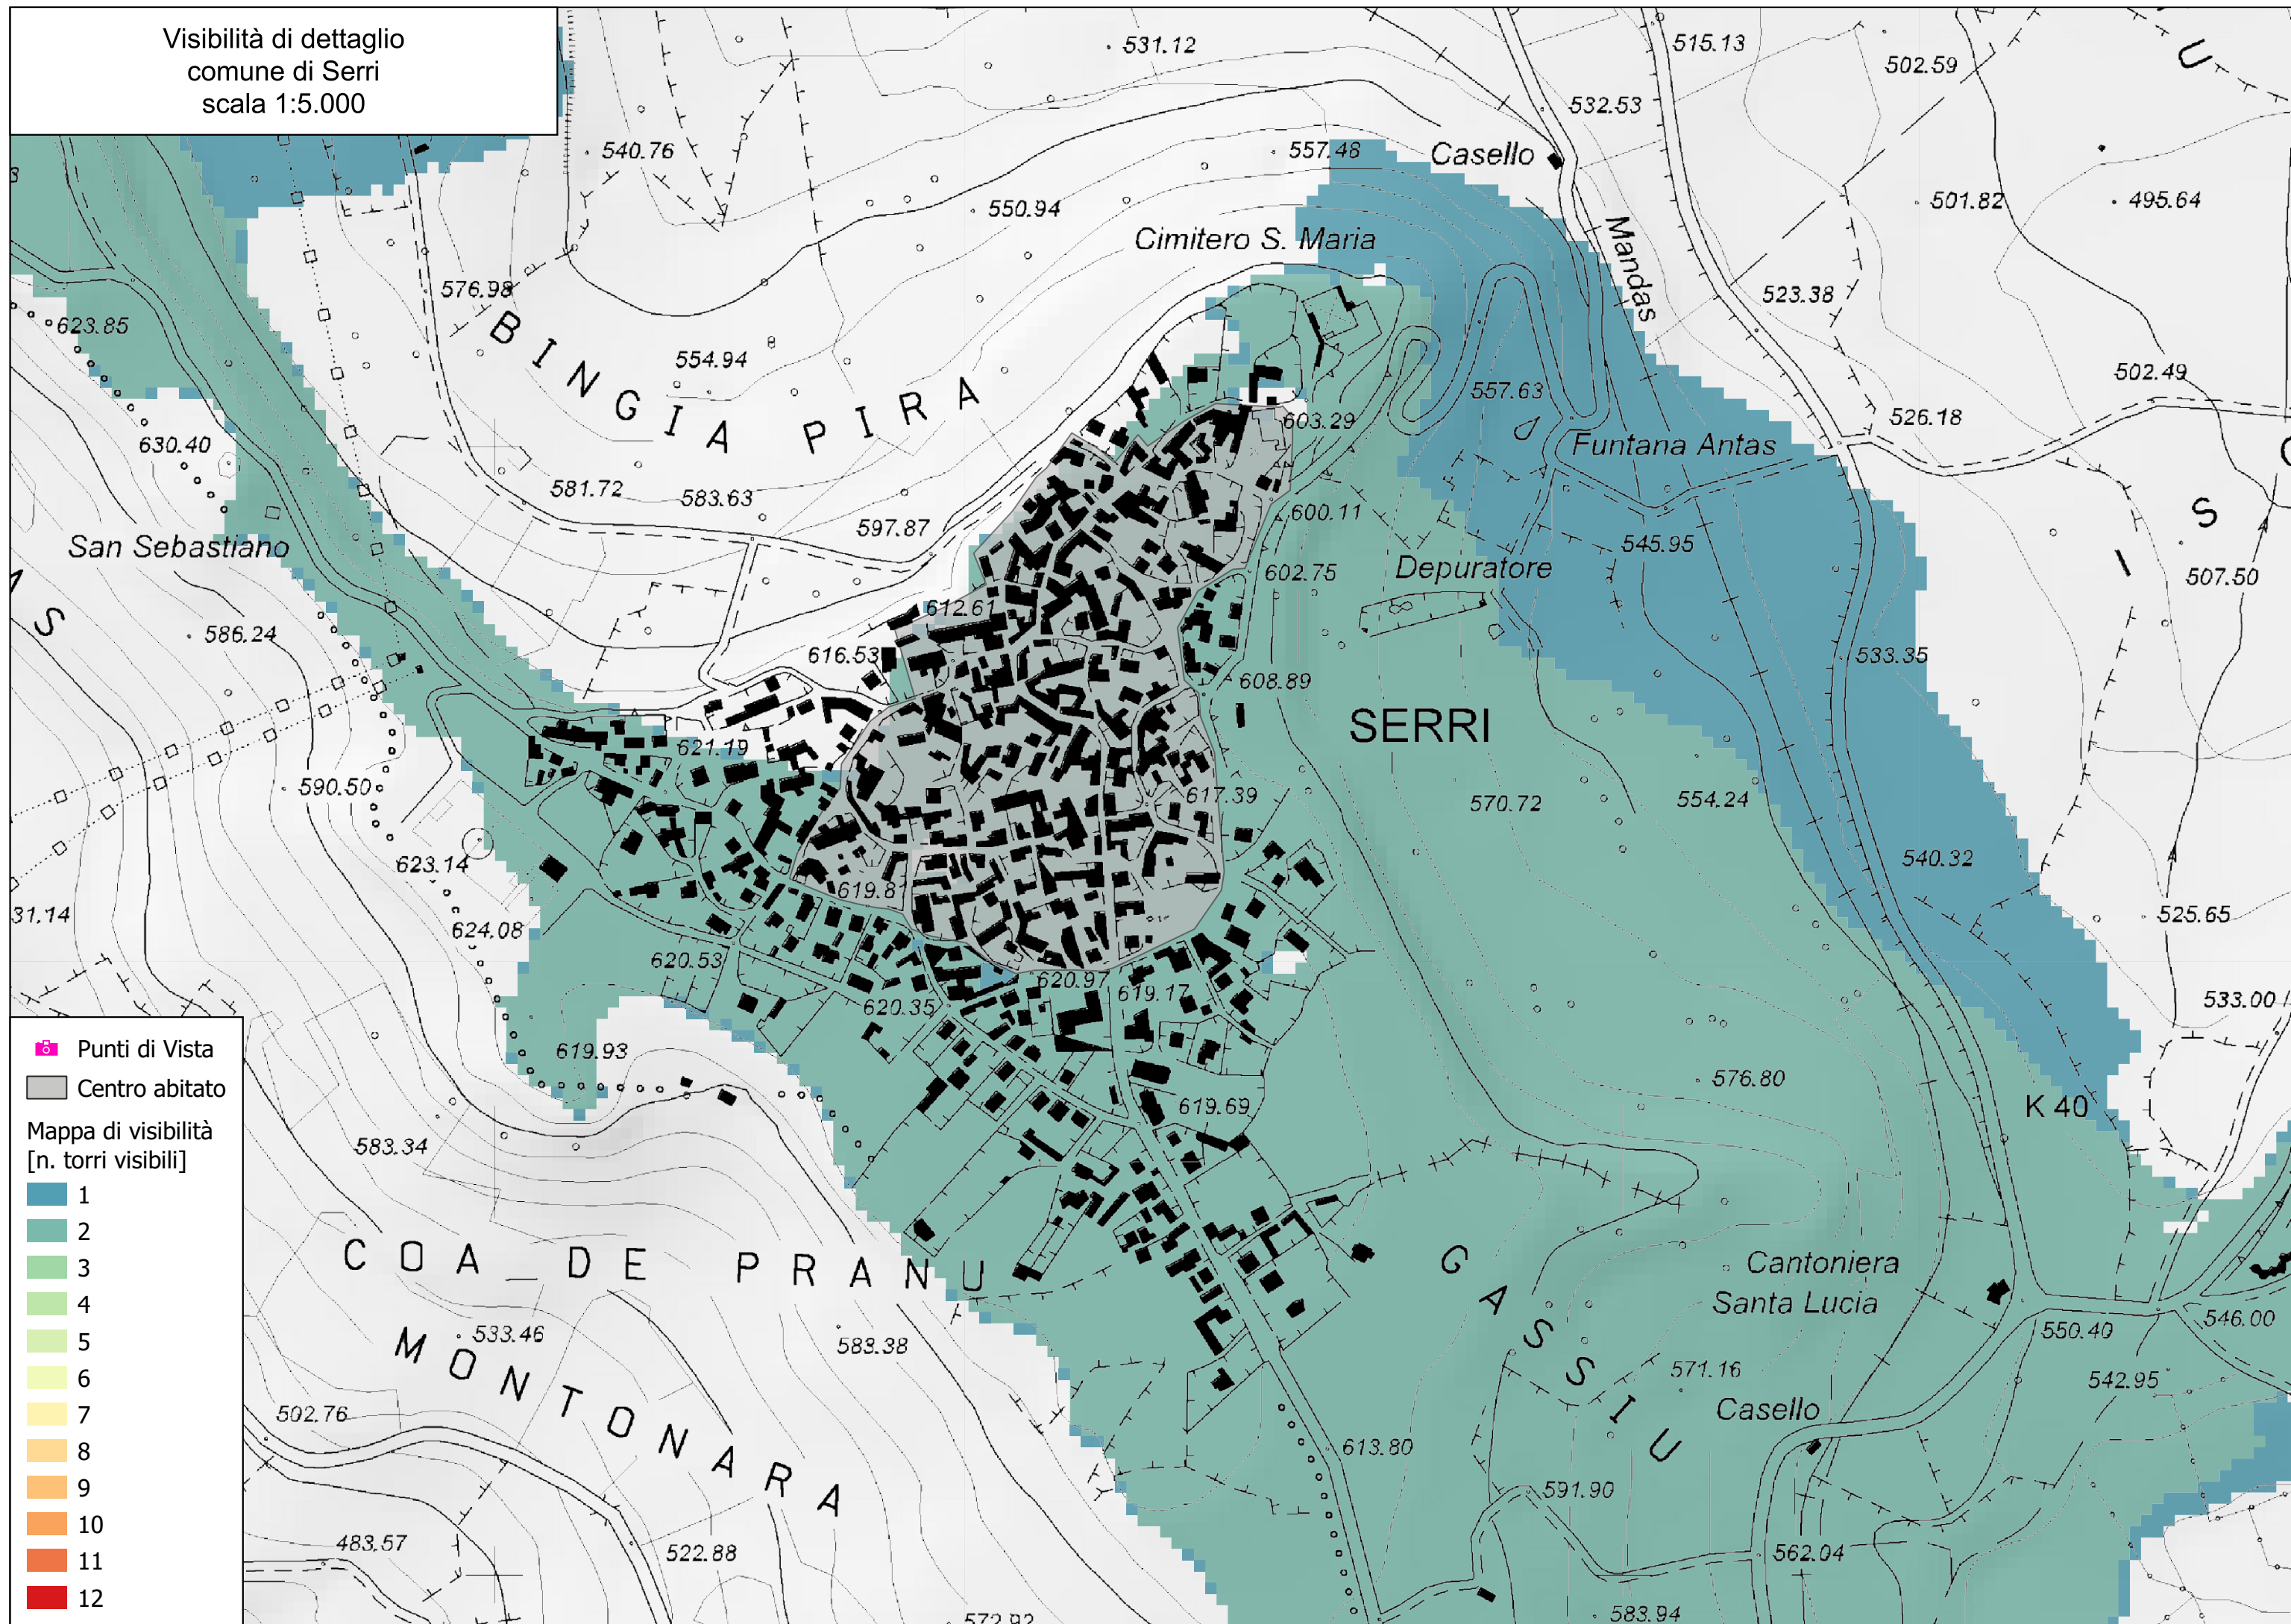 Visibilità di dettaglio
comune di Serri
scala 1:5.000
531.12
515.13
502.59
U
532.53
540.76
557.48
Casello
550.94
501.82
495.64
Cimitero S. Maria
Mandas
576.98
523.38
623.85
BINGIA PIRA
554.94
502.49
557.63
526.18
603.29
630.40
Funtana Antas
581.72
583.63
597.87
600.11
S
San Sebastiano
545.95
I
602.75
Depuratore
507.50
612.61
S
586.24
616.53
533.35
608.89
SERRI
621.19
590.50
617.39
570.72
554.24
540.32
623.14
619.81
31.14
525.65
624.08
620.53
620.97
619.17
533.00
620.35
619.93
576.80
619.69
K 40
583.34
COA DE PRANU
GASSIU
Cantoniera
Santa Lucia
546.00
550.40
533.46
583.38
MONTONARA
571.16
542.95
502.76
Casello
613.80
591.90
483.57
522.88
562.04
572.92
583.94
Punti di Vista
Centro abitato
Mappa di visibilità
[n. torri visibili]
1
2
3
4
5
6
7
8
9
10
11
12